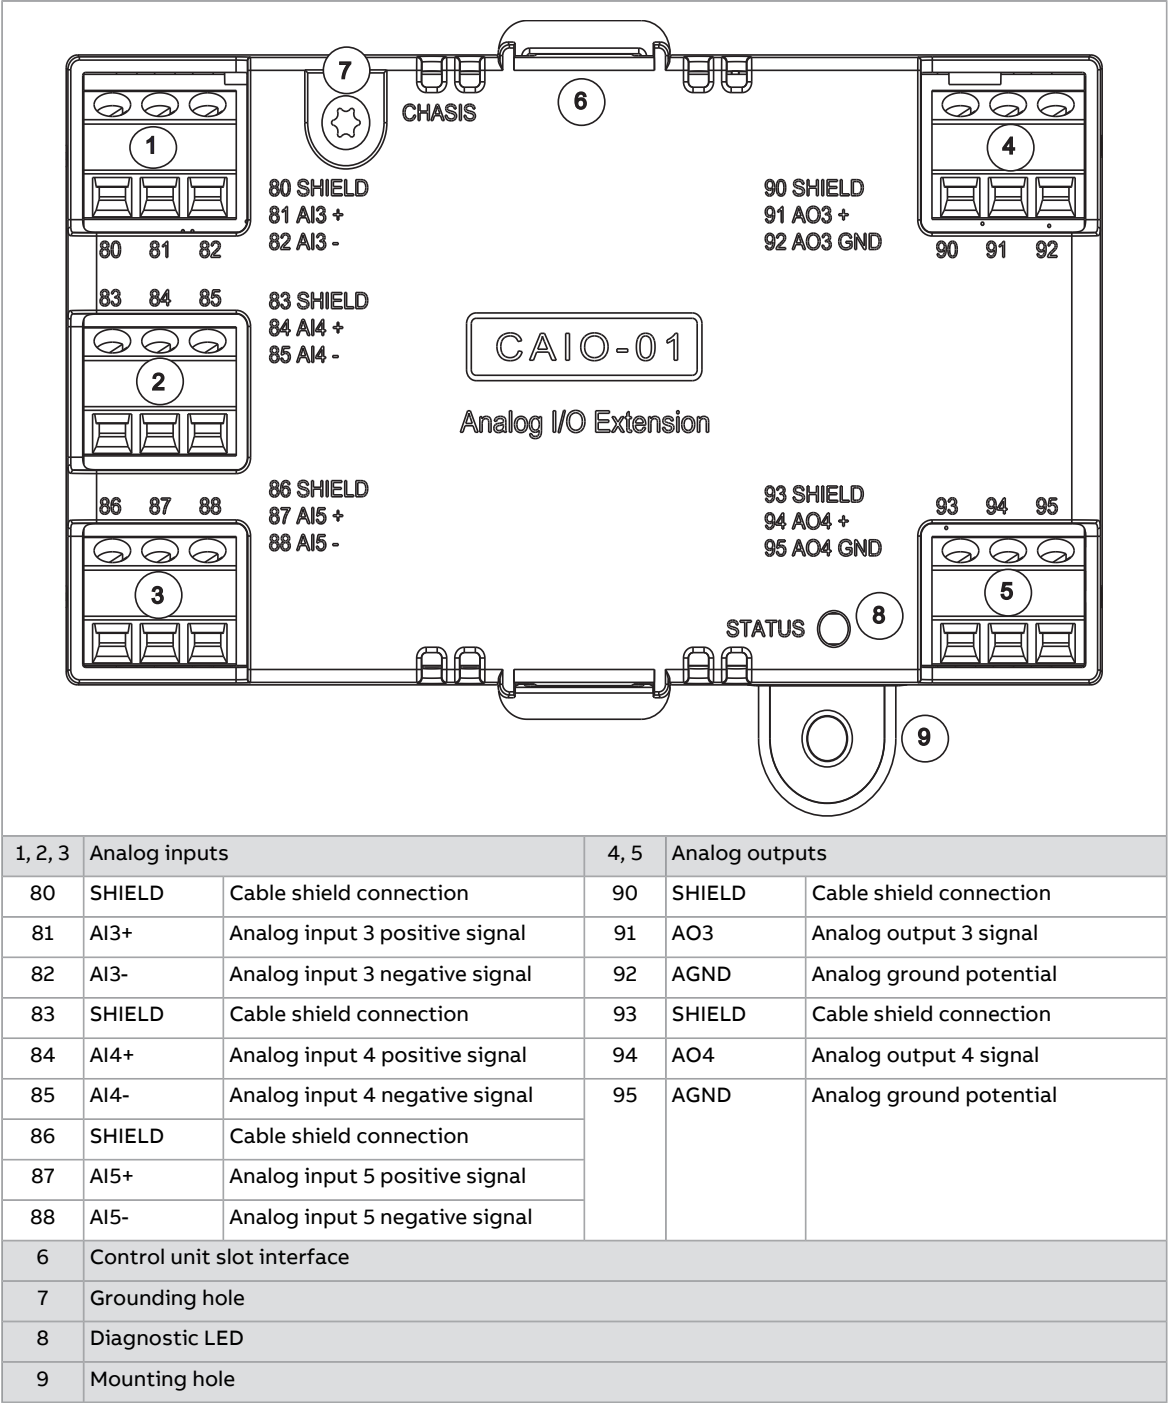 7
6
CHASIS
1
4
80 SHIELD
81 AI3 +
82 AI3 -
90 SHIELD
91 AO3 +
92 AO3 GND
80 81 82
90 91 92
83 84 85
83 SHIELD
84 AI4 +
85 AI4 -
CAIO-01
2
Analog I/O Extension
86 SHIELD
87 AI5 +
88 AI5 -
93 SHIELD
94 AO4 +
95 AO4 GND
86 87 88
93 94 95
3
5
STATUS
8
9
1, 2, 3 Analog inputs 4, 5 Analog outputs
80 SHIELD Cable shield connection 90 SHIELD Cable shield connection
81 AI3+ Analog input 3 positive signal 91 AO3 Analog output 3 signal
82 AI3- Analog input 3 negative signal 92 AGND Analog ground potential
83 SHIELD Cable shield connection 93 SHIELD Cable shield connection
84 AI4+ Analog input 4 positive signal 94 AO4 Analog output 4 signal
85 AI4- Analog input 4 negative signal 95 AGND Analog ground potential
86 SHIELD Cable shield connection
87 AI5+ Analog input 5 positive signal
88 AI5- Analog input 5 negative signal
6 Control unit slot interface
7 Grounding hole
8 Diagnostic LED
9 Mounting hole